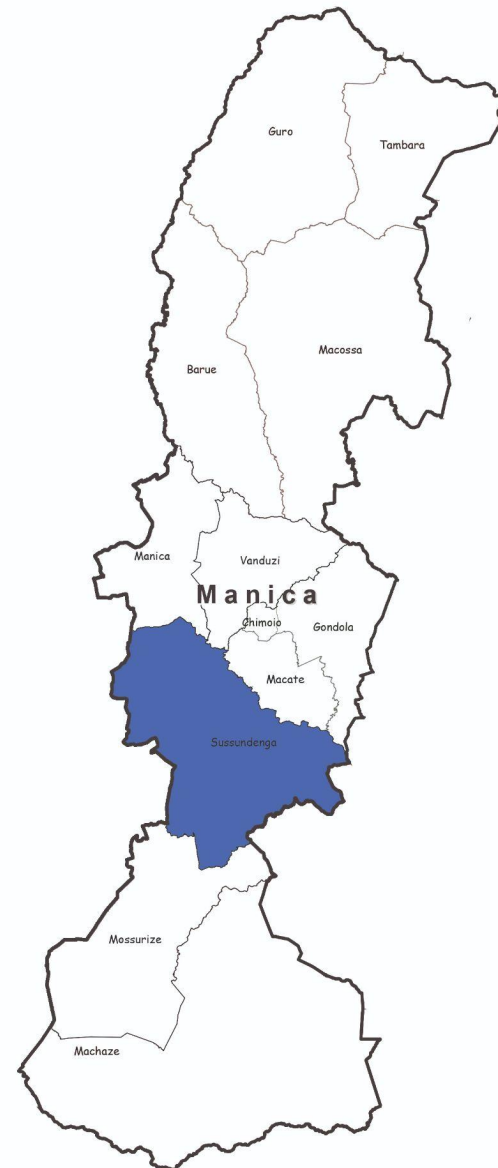 Guro
Tambara
Macossa
Barue
Manica
Vanduzi
Manica
Chimoio
Gondola
Macate
Sussundenga
Mossurize
Machaze